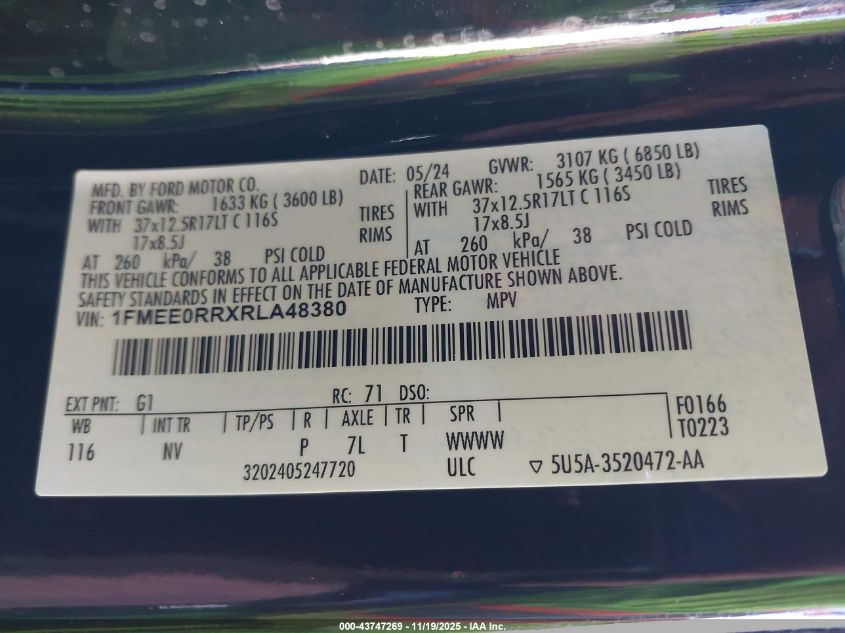 MFD. BY FORD MOTOR CO. DATE: 05/24 GVWR: 3107 KG ( 6850 LB)
FRONT GAWR: 1633 KG ( 3600 LB) REAR GAWR: 1565 KG ( 3450 LB)
WITH 37x12.5R17LT C 116S TIRES WITH 37x12.5R17LT C 116S TIRES
17x8.5J RIMS 17x8.5J RIMS
AT 260 kPa/ 38 PSI COLD AT 260 kPa/ 38 PSI COLD
THIS VEHICLE CONFORMS TO ALL APPLICABLE FEDERAL MOTOR VEHICLE
SAFETY STANDARDS IN EFFECT ON THE DATE OF MANUFACTURE SHOWN ABOVE.
VIN: 1FMEE0RRXRLA48380 TYPE: MPV
EXT PNT: G1 RC: 71 DSO:
WB INT TR TP/PS R AXLE TR SPR F0166
116 NV P 7L T WWWW T0223
3202405247720 ULC ▽ 5U5A-3520472-AA
000-43747269 - 11/19/2025 - IAA Inc.